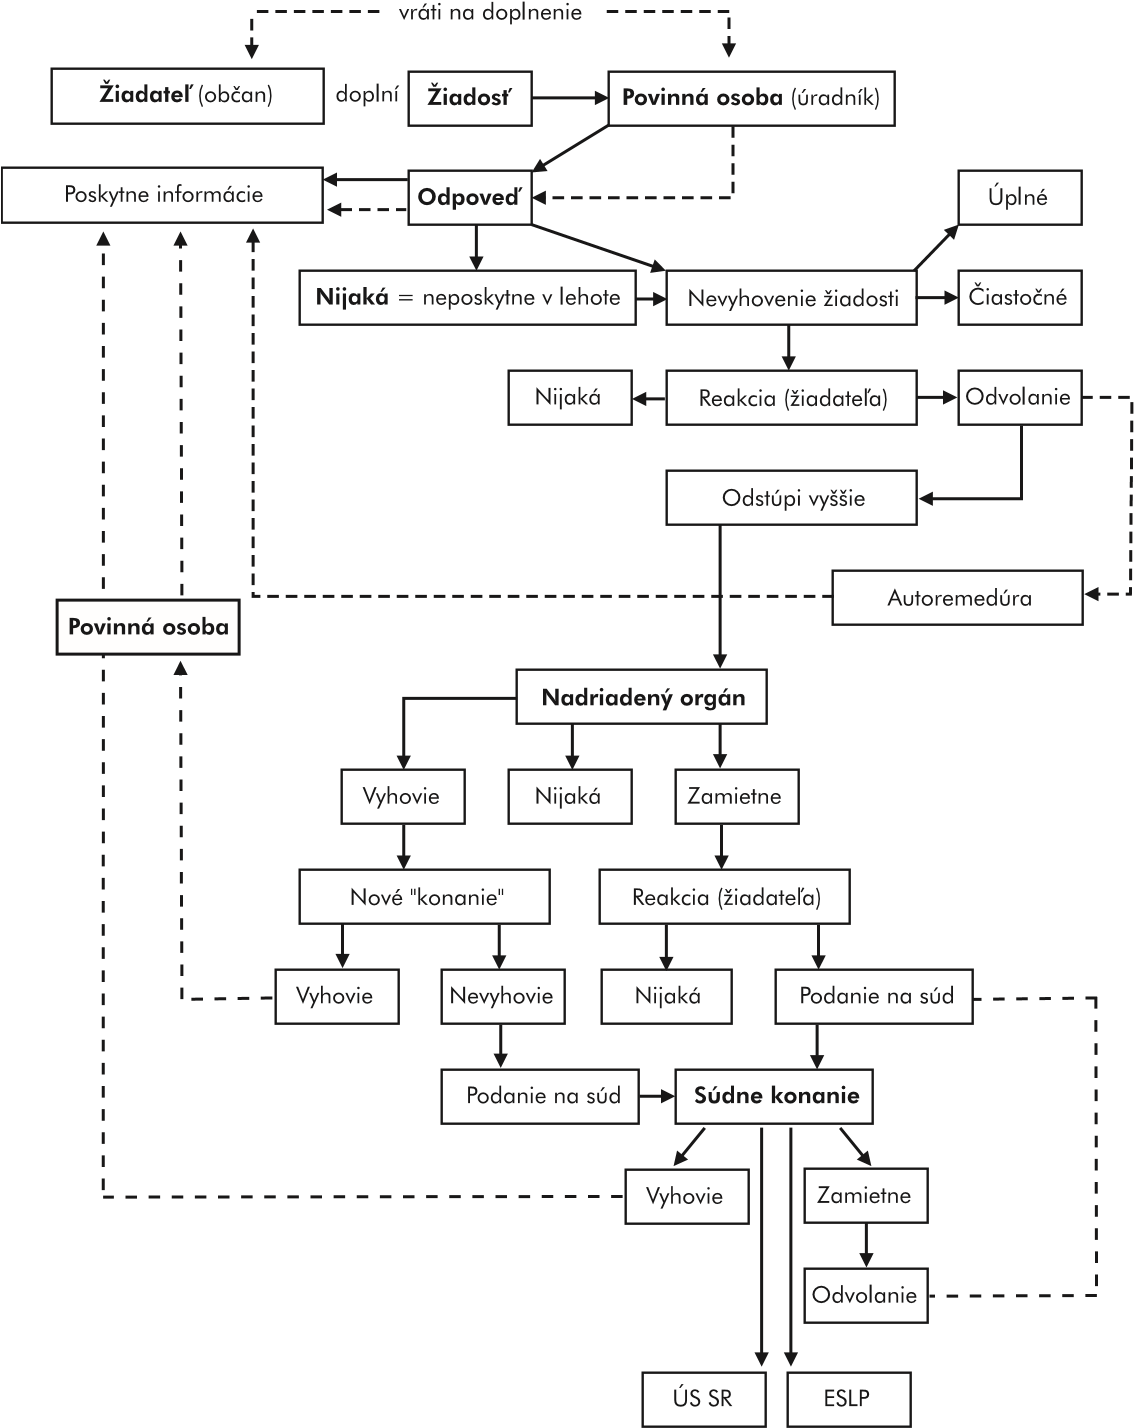 vráti na doplnenie
Žiadateľ (občan)
doplní
Žiadosť
Povinná osoba (úradník)
Poskytne informácie
Odpoveď
Úplné
Nijaká = neposkytne v lehote
Nevyhovenie žiadosti
Čiastočné
Nijaká
Reakcia (žiadateľa)
Odvolanie
Odstúpi vyššie
Autoremedúra
Povinná osoba
Nadriadený orgán
Vyhovie
Nijaká
Zamietne
Nové "konanie"
Reakcia (žiadateľa)
Vyhovie
Nevyhovie
Nijaká
Podanie na súd
Podanie na súd
Súdne konanie
Vyhovie
Zamietne
Odvolanie
ÚS SR
ESLP